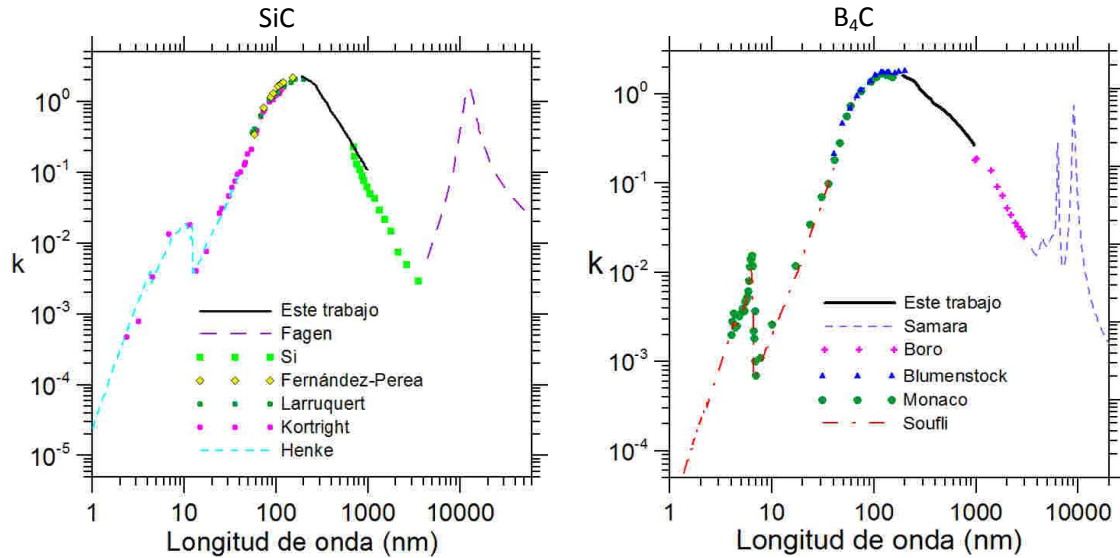 SiC
10^0
10^-1
10^-2
k
10^-3
10^-4
10^-5
Este trabajo
Fagen
Si
Fernández-Perea
Larruquert
Kortright
Henke
1 10 100 1000 10000
Longitud de onda (nm)
B₄C
10^0
10^-1
10^-2
k
10^-3
10^-4
Este trabajo
Samara
Boro
Blumenstock
Monaco
Soufli
1 10 100 1000 10000
Longitud de onda (nm)